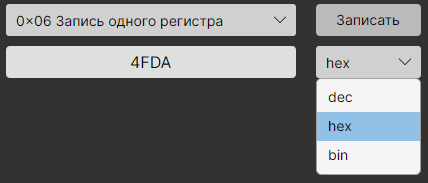 0×06 Запись одного регистра
Записать
4FDA
hex
dec
hex
bin